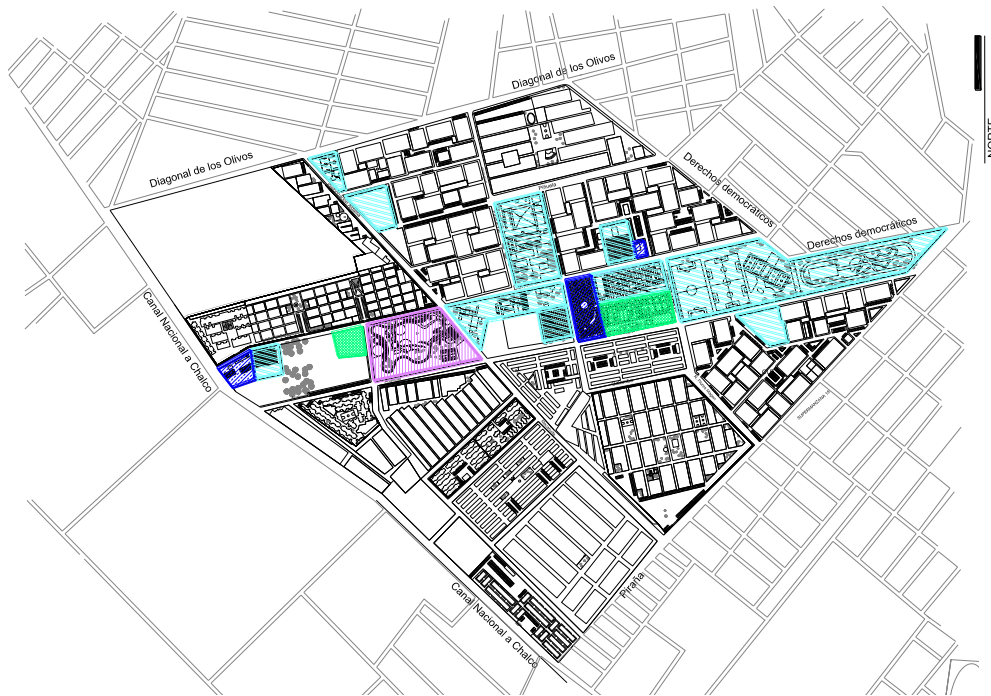 Diagonal de los Olivos
Diagonal de los Olivos
Derechos democráticos
Derechos democráticos
NORTE
Canal Nacional a Chalco
Piraña
Canal Nacional a Chalco